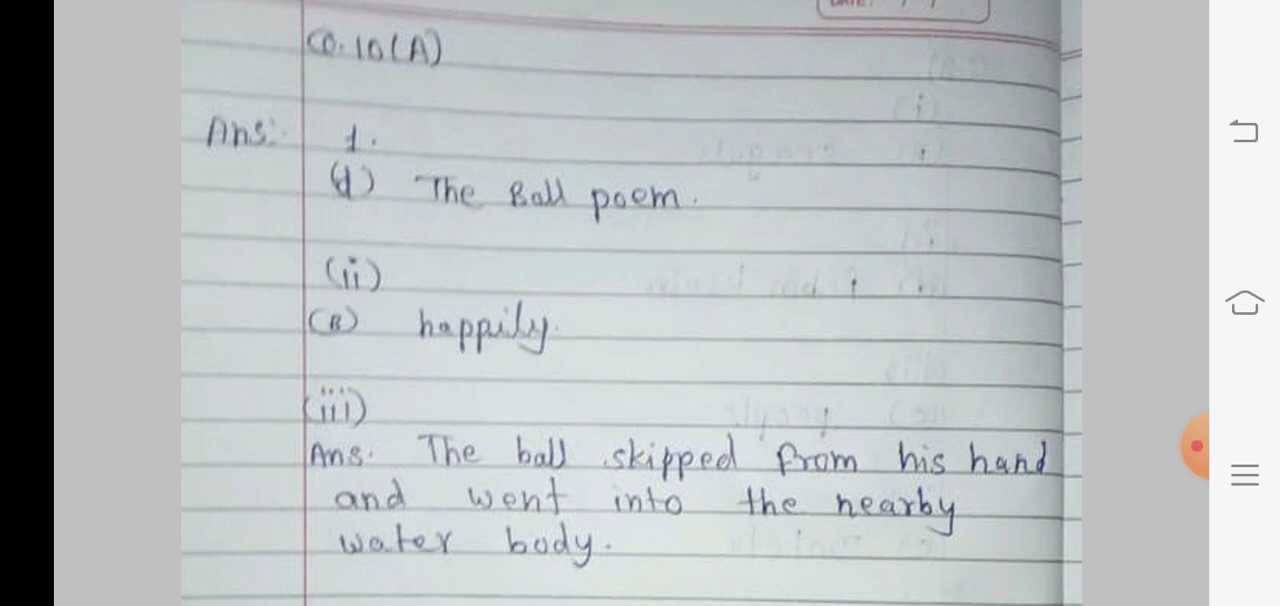 Q.10(A)
Ans:- 1.
(d) The Ball poem.
(ii)
(B) happily.
(iii)
Ans. The ball skipped from his hand
and went into the nearby
water body.